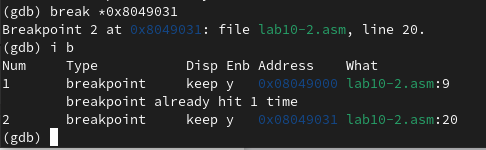 (gdb) break *0x8049031
Breakpoint 2 at 0x8049031: file lab10-2.asm, line 20.
(gdb) i b
Num     Type           Disp Enb Address    What
1       breakpoint     keep y   0x08049000 lab10-2.asm:9
        breakpoint already hit 1 time
2       breakpoint     keep y   0x08049031 lab10-2.asm:20
(gdb)